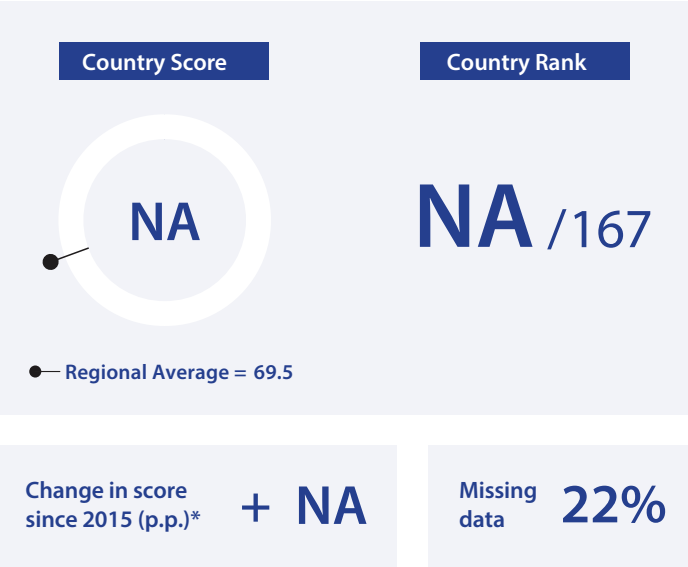 Country Score
Country Rank
NA
NA /167
Regional Average = 69.5
Change in score
since 2015 (p.p.)*
+ NA
Missing
data
22%